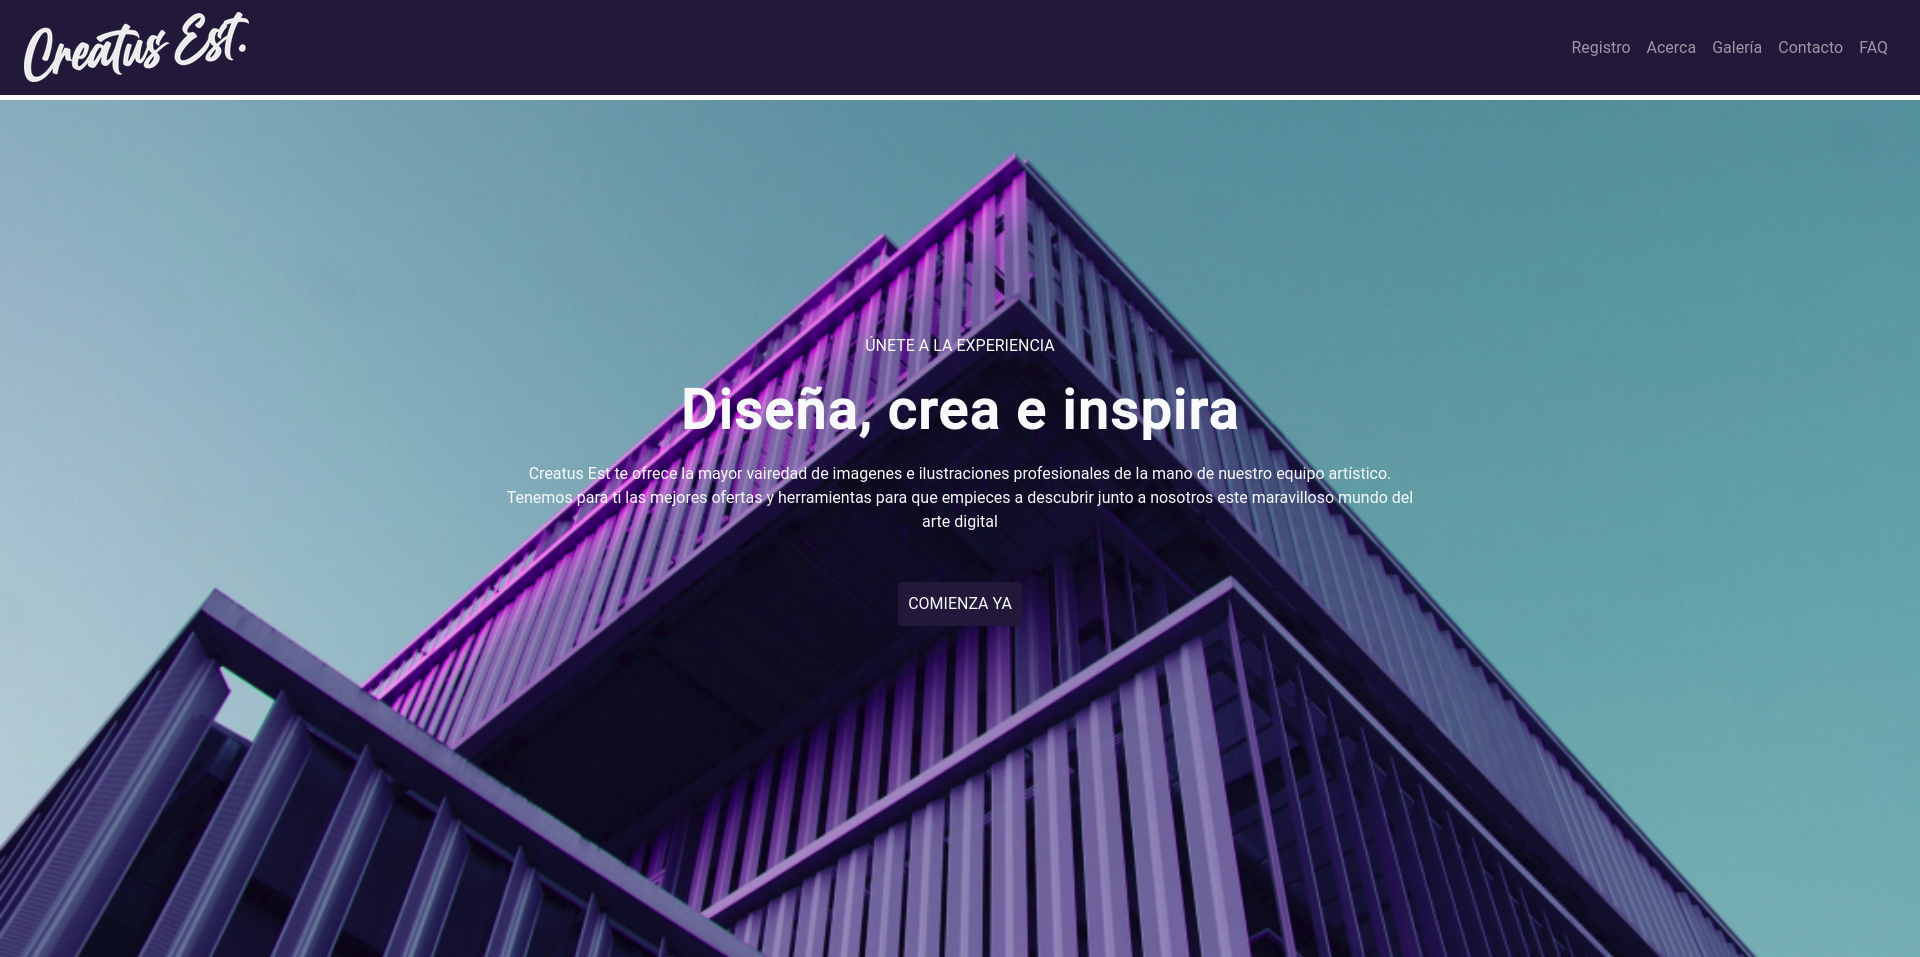 Creatus Est.
Registro Acerca Galería Contacto FAQ
ÚNETE A LA EXPERIENCIA
Diseña, crea e inspira
Creatus Est te ofrece la mayor vairedad de imagenes e ilustraciones profesionales de la mano de nuestro equipo artístico.
Tenemos para ti las mejores ofertas y herramientas para que empieces a descubrir junto a nosotros este maravilloso mundo del
arte digital
COMIENZA YA